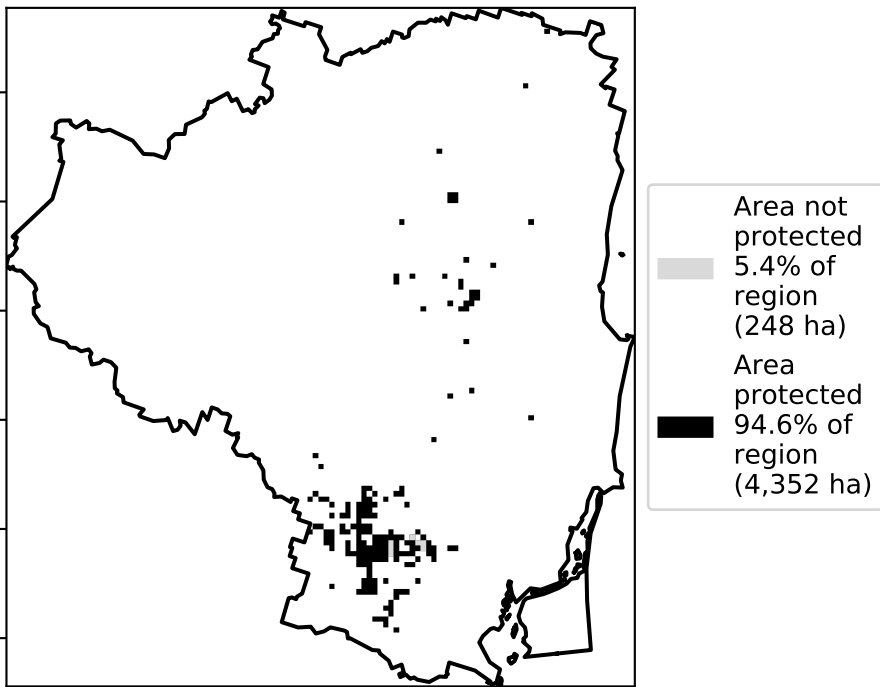 Area not
protected
5.4% of
region
(248 ha)
Area
protected
94.6% of
region
(4,352 ha)